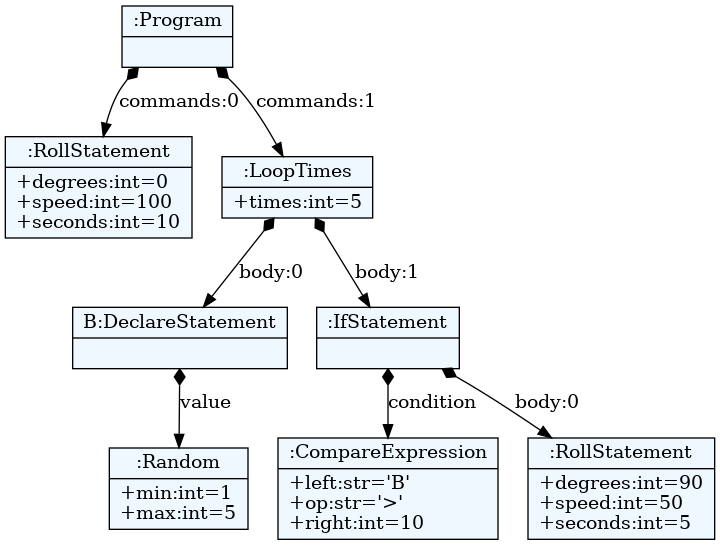 :Program
commands:0
commands:1
:RollStatement
+degrees:int=0
+speed:int=100
+seconds:int=10
:LoopTimes
+times:int=5
body:0
body:1
B:DeclareStatement
:IfStatement
value
condition
body:0
:Random
+min:int=1
+max:int=5
:CompareExpression
+left:str='B'
+op:str='>'
+right:int=10
:RollStatement
+degrees:int=90
+speed:int=50
+seconds:int=5